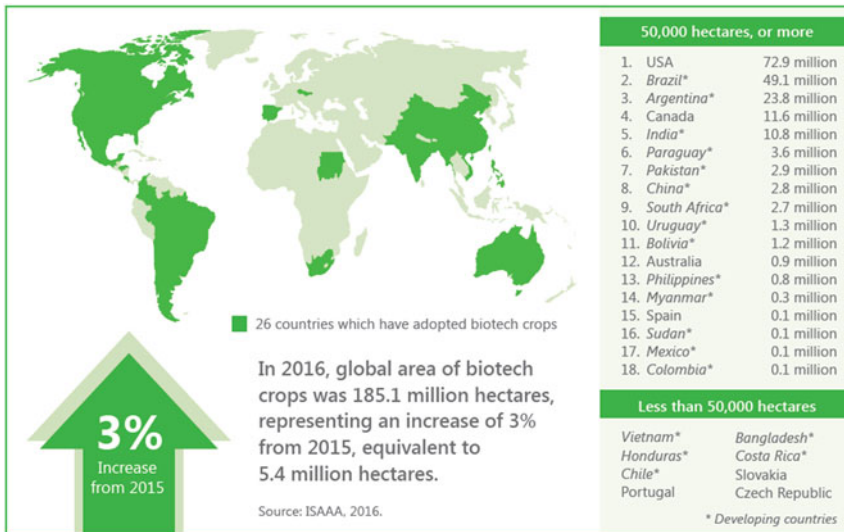 26 countries which have adopted biotech crops
3%
Increase
from 2015
In 2016, global area of biotech
crops was 185.1 million hectares,
representing an increase of 3%
from 2015, equivalent to
5.4 million hectares.
Source: ISAAA, 2016.
50,000 hectares, or more
1. USA 72.9 million
2. Brazil* 49.1 million
3. Argentina* 23.8 million
4. Canada 11.6 million
5. India* 10.8 million
6. Paraguay* 3.6 million
7. Pakistan* 2.9 million
8. China* 2.8 million
9. South Africa* 2.7 million
10. Uruguay* 1.3 million
11. Bolivia* 1.2 million
12. Australia 0.9 million
13. Philippines* 0.8 million
14. Myanmar* 0.3 million
15. Spain 0.1 million
16. Sudan* 0.1 million
17. Mexico* 0.1 million
18. Colombia* 0.1 million
Less than 50,000 hectares
Vietnam* Bangladesh*
Honduras* Costa Rica*
Chile* Slovakia
Portugal Czech Republic
* Developing countries